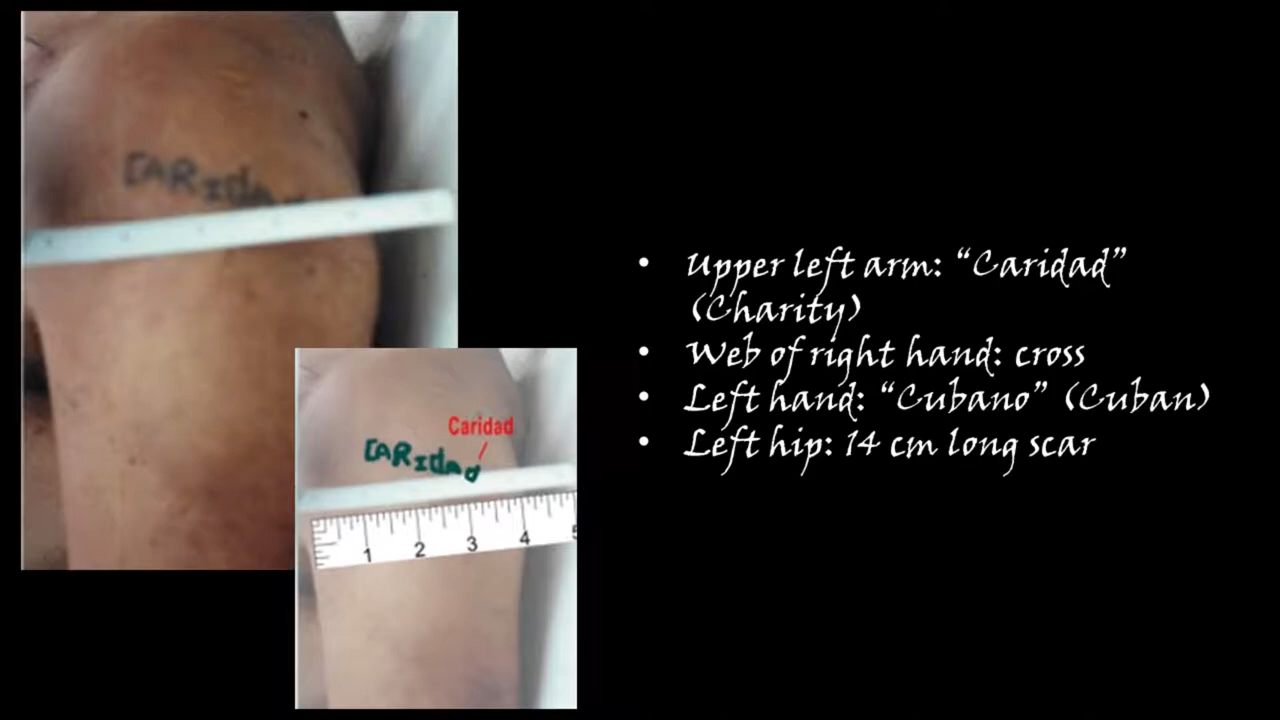 CARIdad
Caridad
CARIdad
1 2 3 4 5
• Upper left arm: “Caridad”
(Charity)
• Web of right hand: cross
• Left hand: “Cubano” (Cuban)
• Left hip: 14 cm long scar